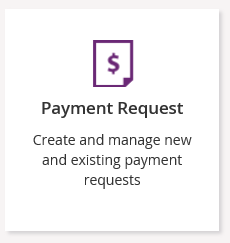 $
Payment Request
Create and manage new
and existing payment
requests